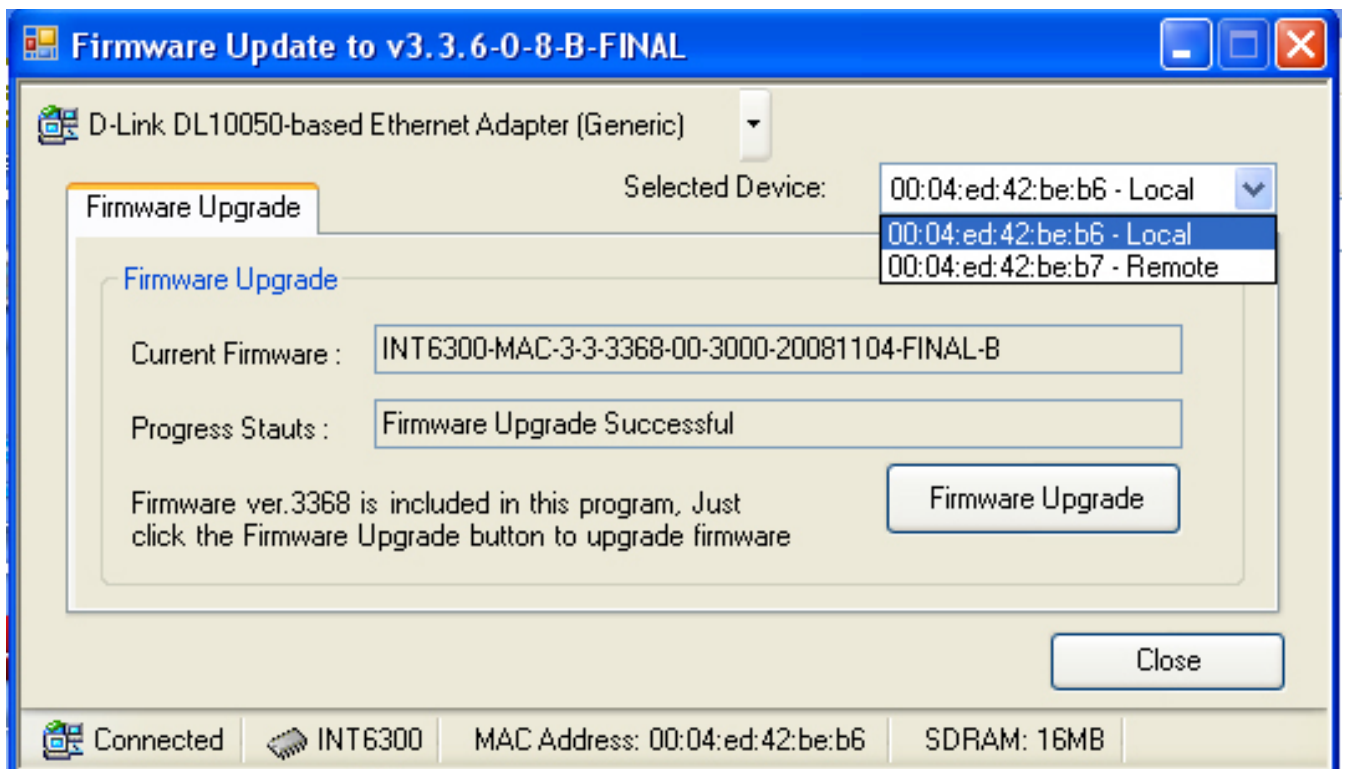 Firmware Update to v3.3.6-0-8-B-FINAL
D-Link DL10050-based Ethernet Adapter (Generic)
Selected Device:
00:04:ed:42:be:b6 - Local
00:04:ed:42:be:b6 - Local
00:04:ed:42:be:b7 - Remote
Firmware Upgrade
Firmware Upgrade
Current Firmware :
INT6300-MAC-3-3-3368-00-3000-20081104-FINAL-B
Progress Stauts :
Firmware Upgrade Successful
Firmware ver.3368 is included in this program, Just
click the Firmware Upgrade button to upgrade firmware
Firmware Upgrade
Close
Connected
INT6300
MAC Address: 00:04:ed:42:be:b6
SDRAM: 16MB